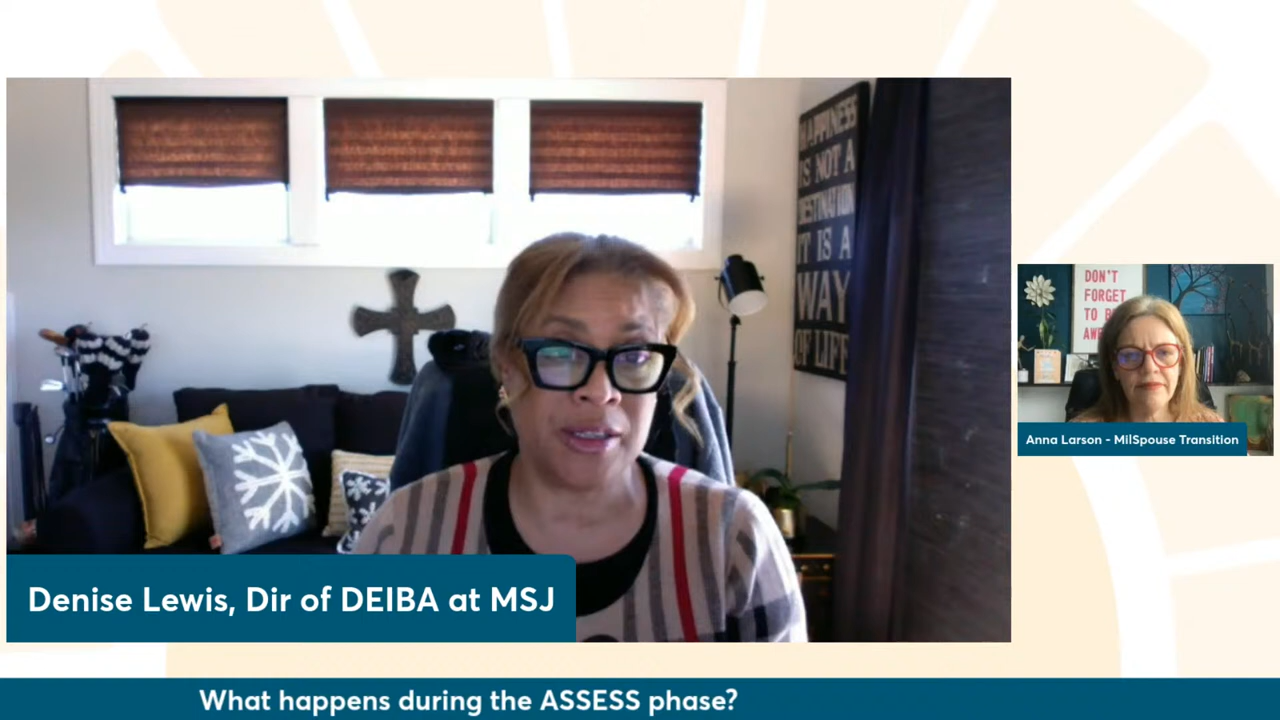 HAPPINESS
IS NOT A
DESTINATION
IT IS A
WAY
OF LIFE
DON'T
FORGET
TO
Anna Larson - MilSpouse Transition
Denise Lewis, Dir of DEIBA at MSJ
What happens during the ASSESS phase?